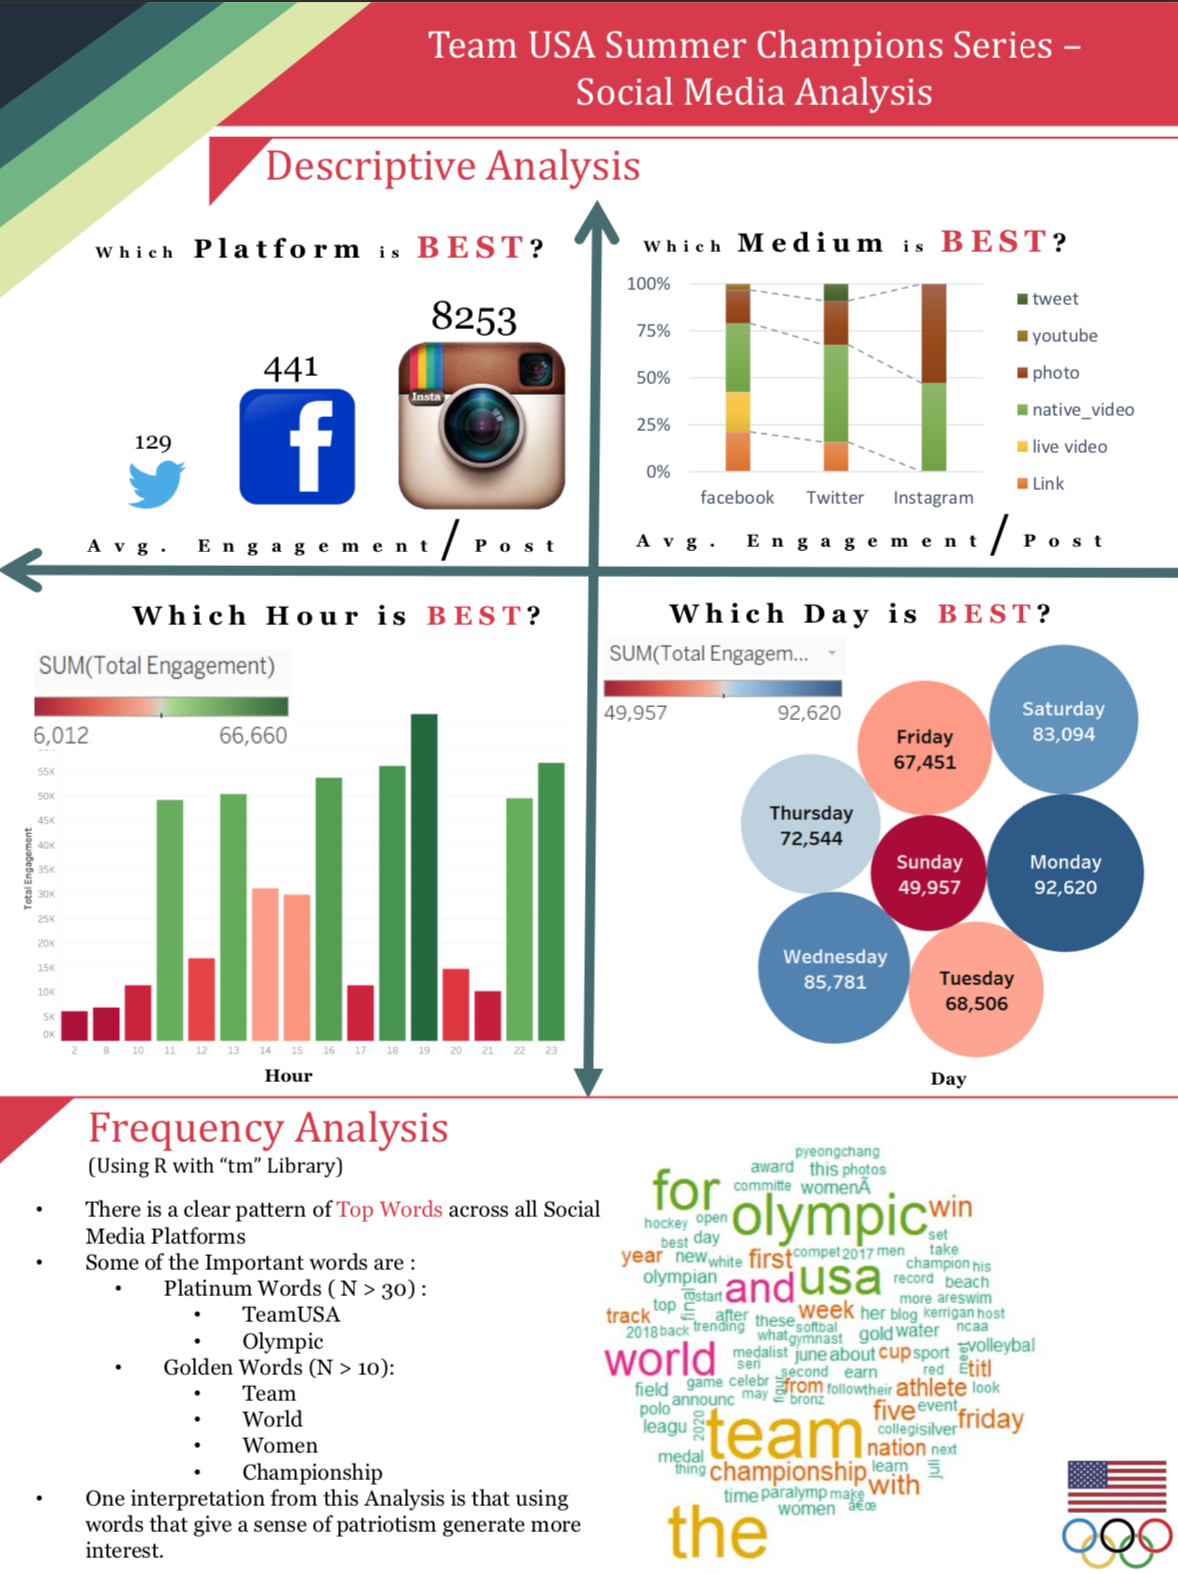 Team USA Summer Champions Series –
Social Media Analysis
Descriptive Analysis
Which Platform is BEST?
8253
441
129
Insta
Avg. Engagement/Post
Which Medium is BEST?
100%
75%
50%
25%
0%
facebook Twitter Instagram
tweet
youtube
photo
native_video
live video
Link
Avg. Engagement/Post
Which Hour is BEST?
SUM(Total Engagement)
6,012 66,660
Total Engagement
55K
50K
45K
40K
35K
30K
25K
20K
15K
10K
5K
0K
2 8 10 11 12 13 14 15 16 17 18 19 20 21 22 23
Hour
Which Day is BEST?
SUM(Total Engagem...
49,957 92,620
Saturday
83,094
Friday
67,451
Thursday
72,544
Sunday
49,957
Monday
92,620
Wednesday
85,781
Tuesday
68,506
Day
Frequency Analysis
(Using R with “tm” Library)
• There is a clear pattern of Top Words across all Social
Media Platforms
• Some of the Important words are :
• Platinum Words ( N > 30) :
• TeamUSA
• Olympic
• Golden Words (N > 10):
• Team
• World
• Women
• Championship
• One interpretation from this Analysis is that using
words that give a sense of patriotism generate more
interest.
pyeongchang
award this photos
for committe womenÃ
hockey open olympic win
best day set
year new white first compet 2017 men take
champion his
olympian and usa record beach
final start more are swim
track top after these week her blog kerrigan host
2018 back trending what softbal gymnast gold water ncaa
world medalist june about cup sport meet volleybal
seri second earn red titl
field game celebr figur from follow their athlete look
polo announc may bronz five event friday
leagu 2020 team collegi silver
medal nation next
thing championship learn juli
time paralymp make with
women â€œ
the